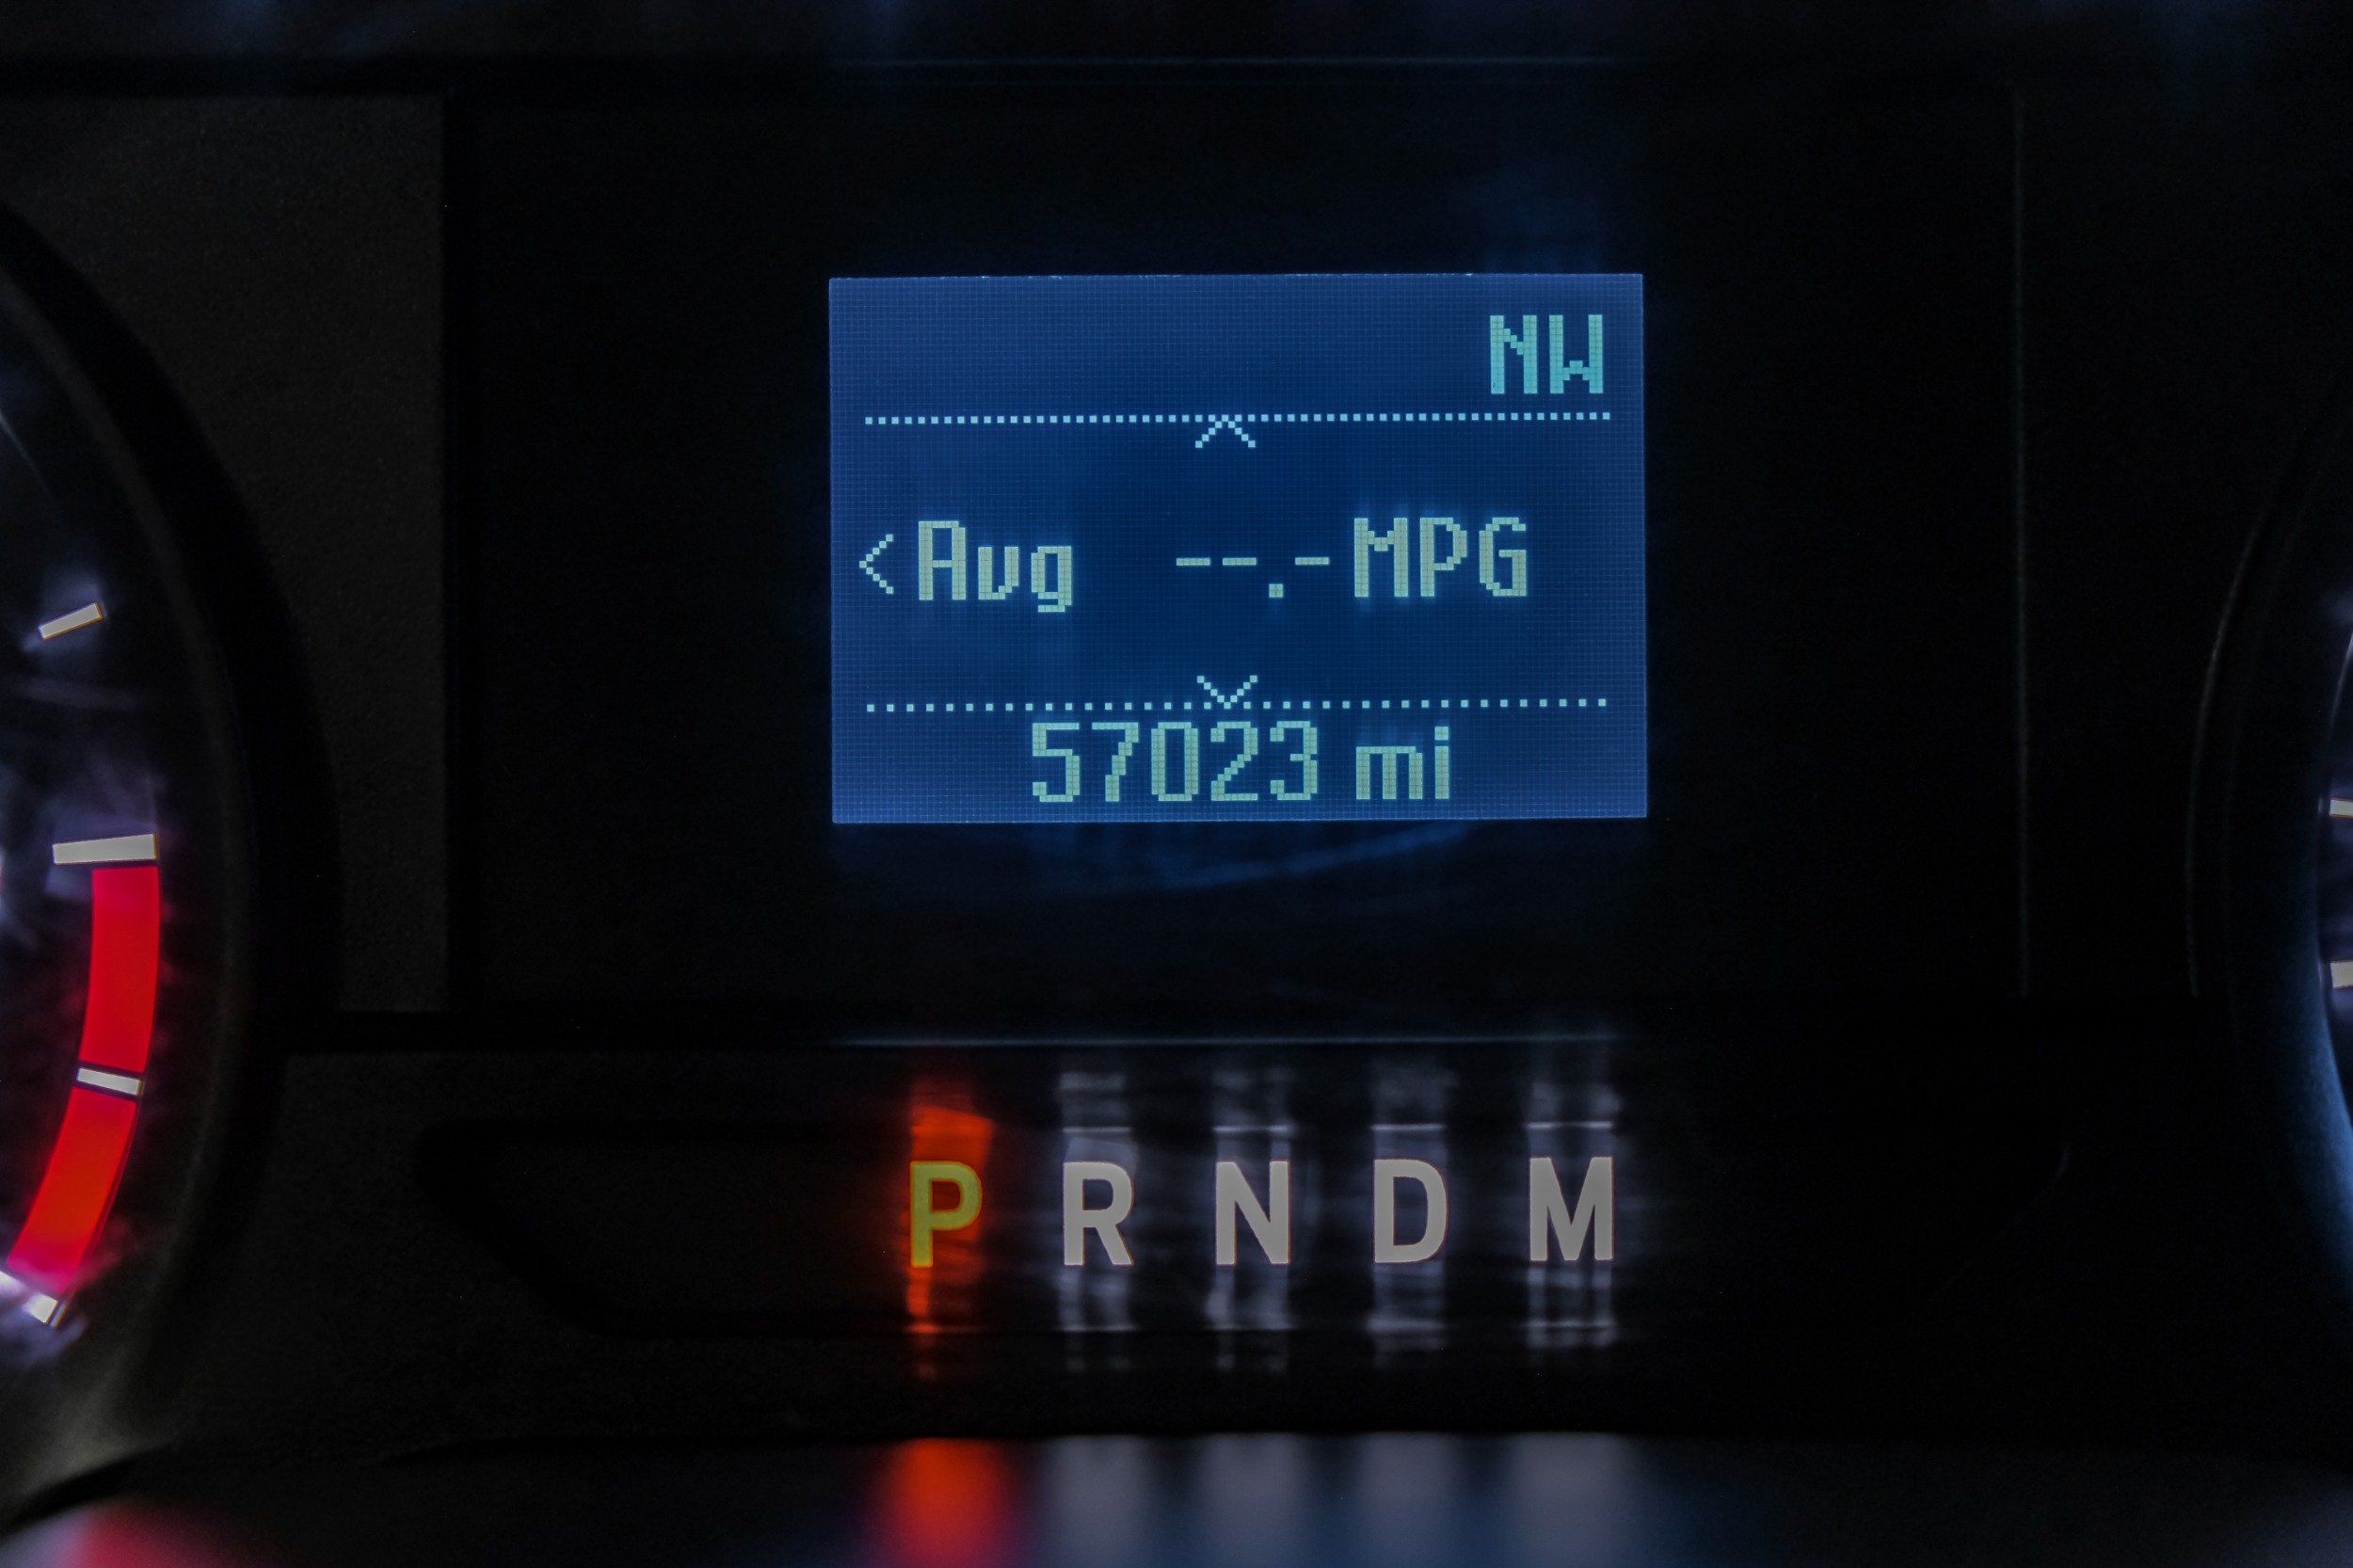 NW
<Avg --.-MPG
57023 mi
P R N D M